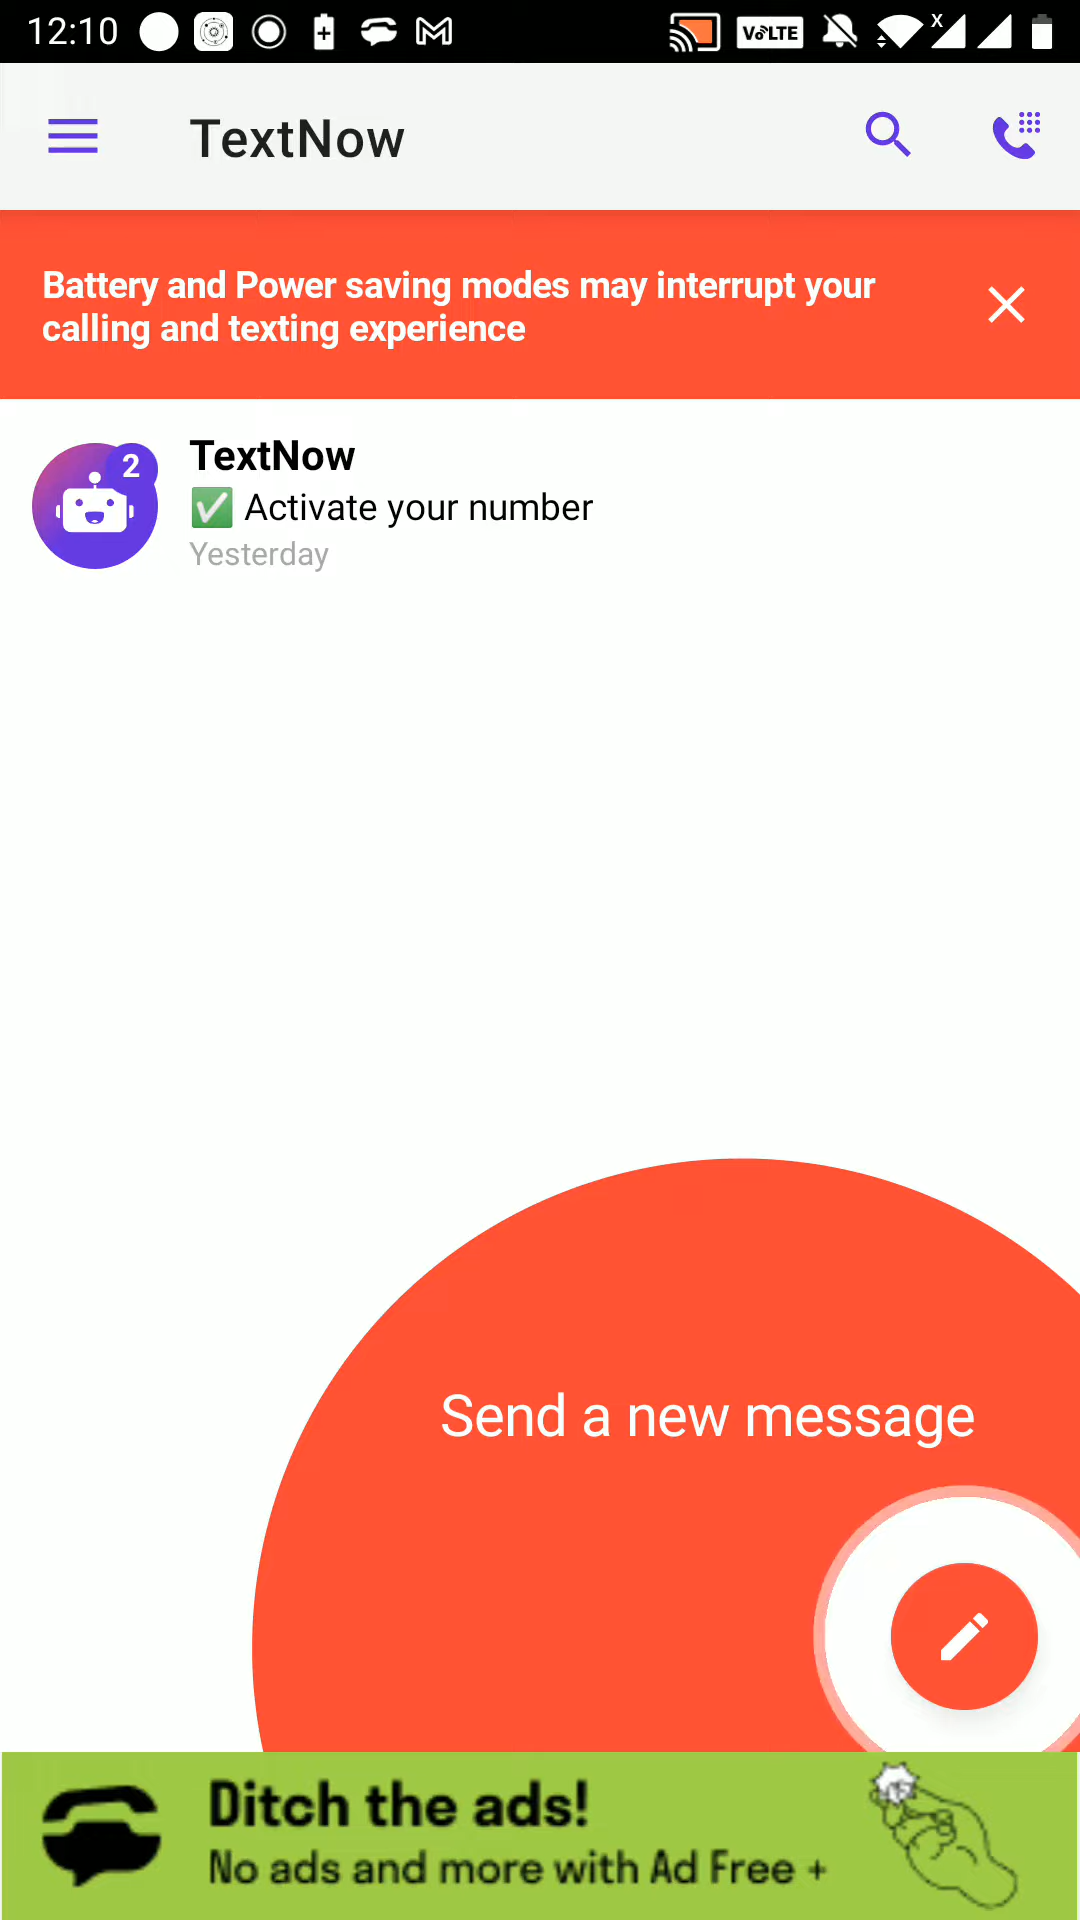 12:10
VoLTE
X
TextNow
Battery and Power saving modes may interrupt your
calling and texting experience
2
TextNow
✅ Activate your number
Yesterday
Send a new message
Ditch the ads!
No ads and more with Ad Free +